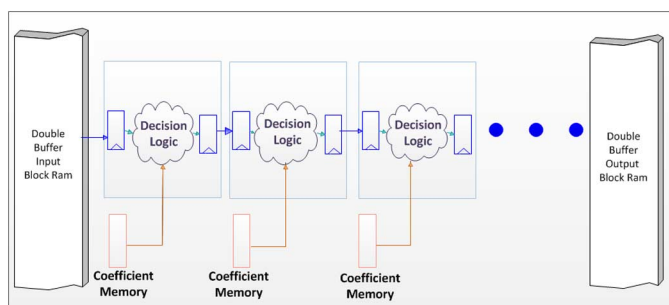 Double
Buffer
Input
Block Ram
Decision
Logic
Decision
Logic
Decision
Logic
Coefficient
Memory
Coefficient
Memory
Coefficient
Memory
Double
Buffer
Output
Block Ram